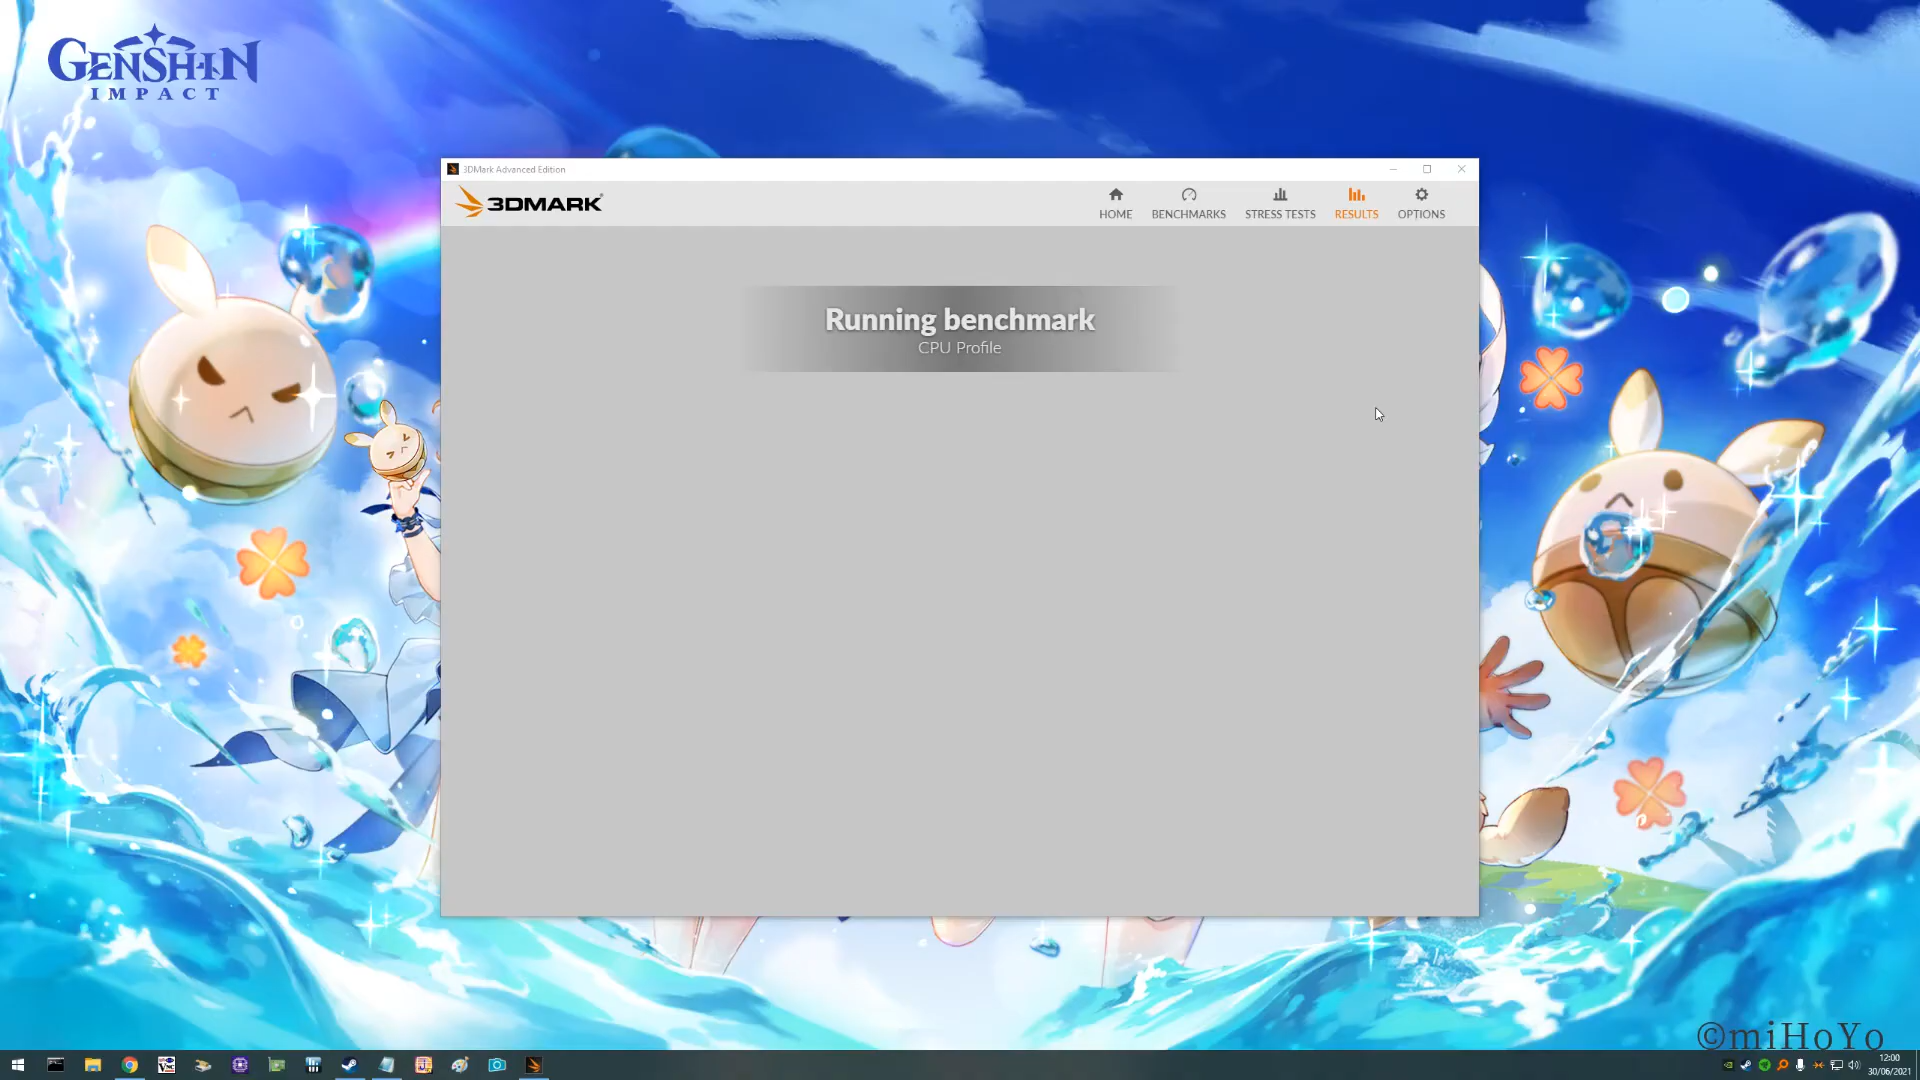 GENSHIN
IMPACT
3DMark Advanced Edition
3DMARK
HOME
BENCHMARKS
STRESS TESTS
RESULTS
OPTIONS
Running benchmark
CPU Profile
©miHoYo
12:00
30/06/2021